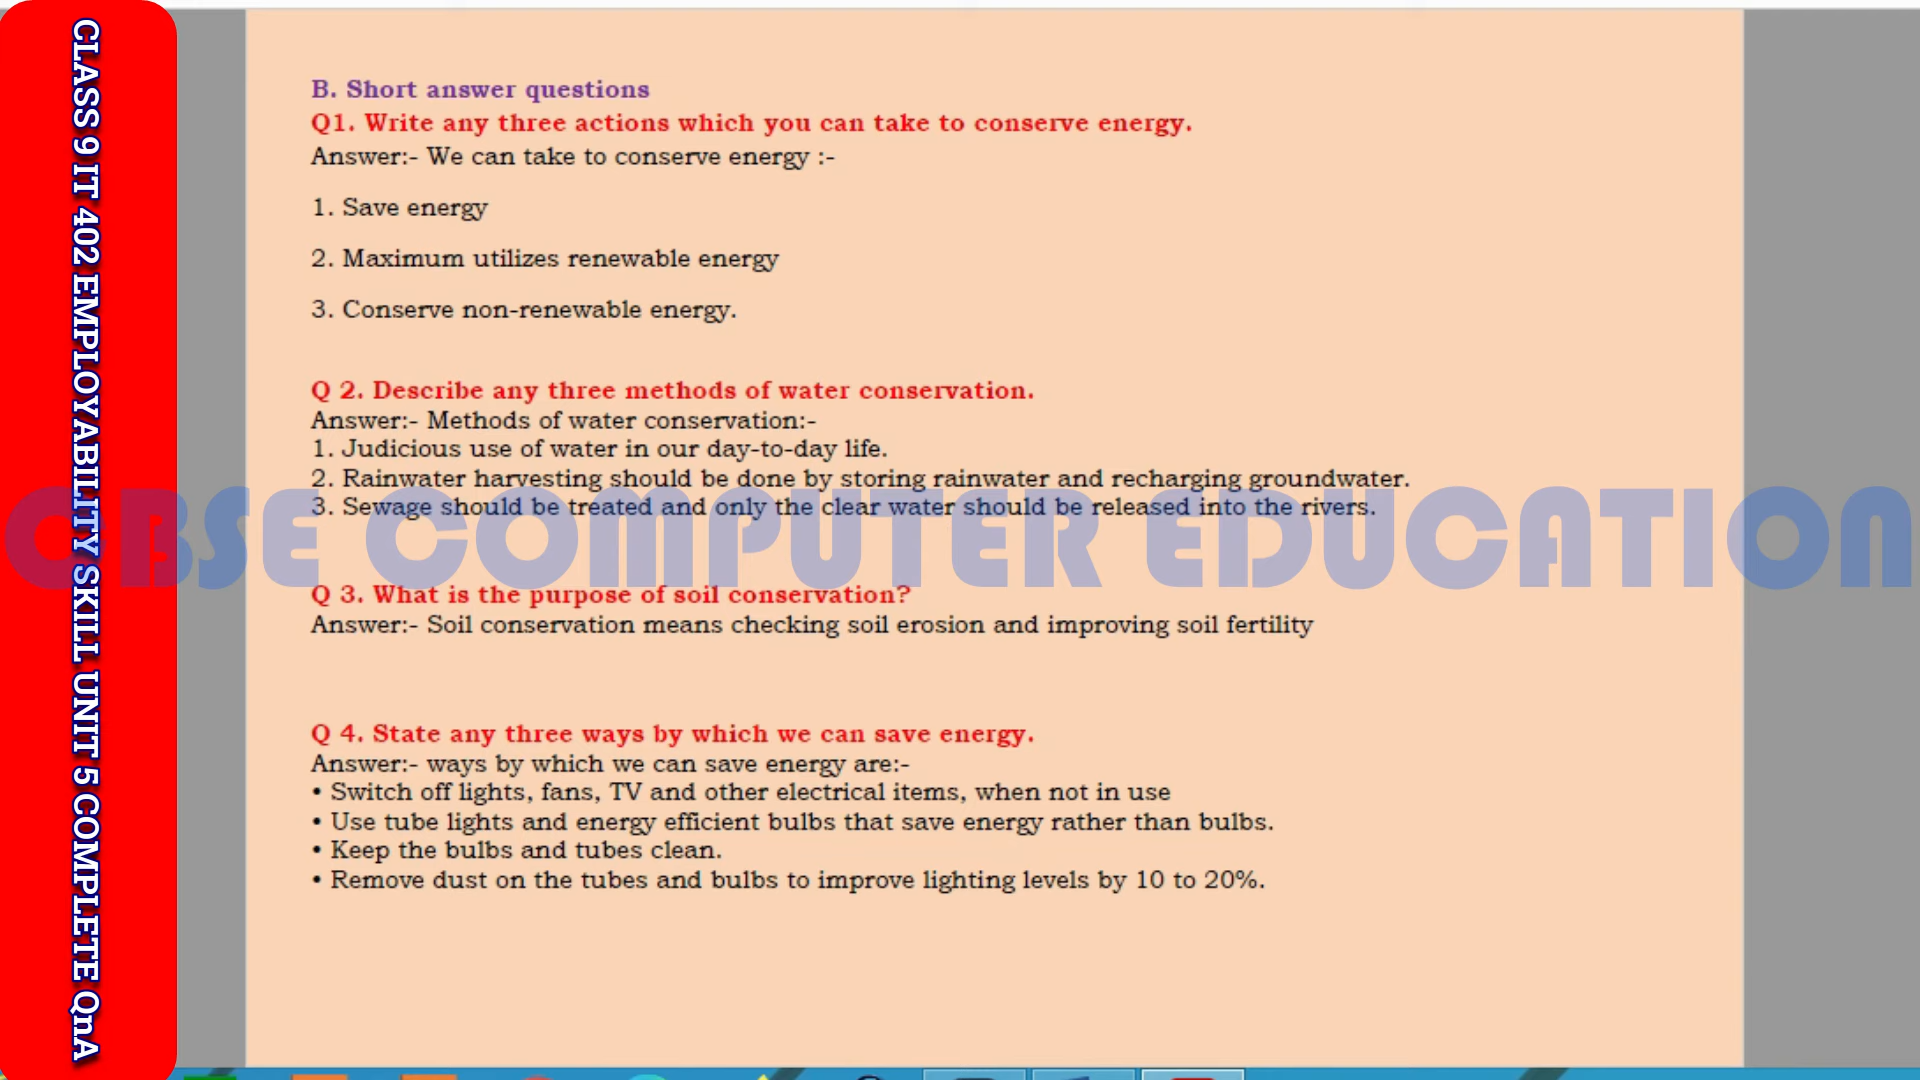 CLASS 9 IT 402 EMPLOYABILITY SKILL UNIT 5 COMPLETE QnA
B. Short answer questions
Q1. Write any three actions which you can take to conserve energy.
Answer:- We can take to conserve energy :-
1. Save energy
2. Maximum utilizes renewable energy
3. Conserve non-renewable energy.
Q 2. Describe any three methods of water conservation.
Answer:- Methods of water conservation:-
1. Judicious use of water in our day-to-day life.
2. Rainwater harvesting should be done by storing rainwater and recharging groundwater.
3. Sewage should be treated and only the clear water should be released into the rivers.
CBSE COMPUTER EDUCATION
Q 3. What is the purpose of soil conservation?
Answer:- Soil conservation means checking soil erosion and improving soil fertility
Q 4. State any three ways by which we can save energy.
Answer:- ways by which we can save energy are:-
• Switch off lights, fans, TV and other electrical items, when not in use
• Use tube lights and energy efficient bulbs that save energy rather than bulbs.
• Keep the bulbs and tubes clean.
• Remove dust on the tubes and bulbs to improve lighting levels by 10 to 20%.